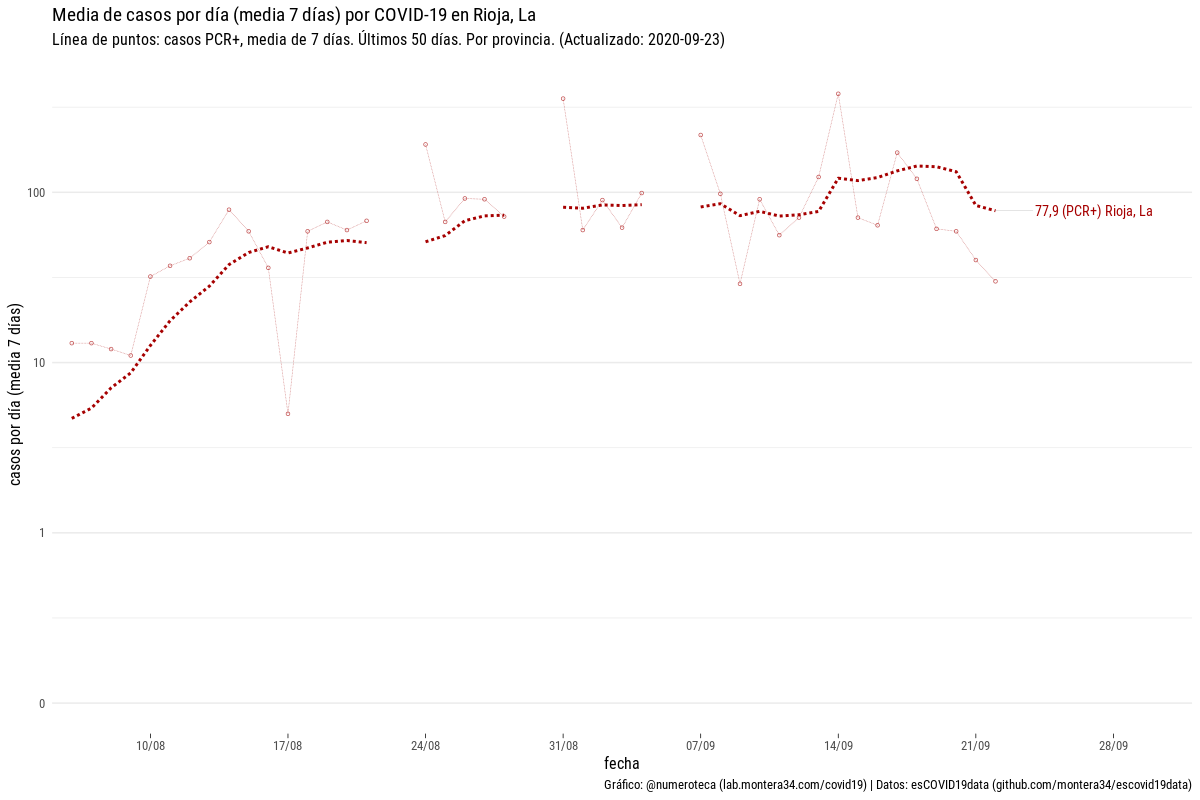 Media de casos por día (media 7 días) por COVID-19 en Rioja, La
Línea de puntos: casos PCR+, media de 7 días. Últimos 50 días. Por provincia. (Actualizado: 2020-09-23)
casos por día (media 7 días)
100
10
1
0
77,9 (PCR+) Rioja, La
10/08
17/08
24/08
31/08
07/09
14/09
21/09
28/09
fecha
Gráfico: @numeroteca (lab.montera34.com/covid19) | Datos: esCOVID19data (github.com/montera34/escovid19data)